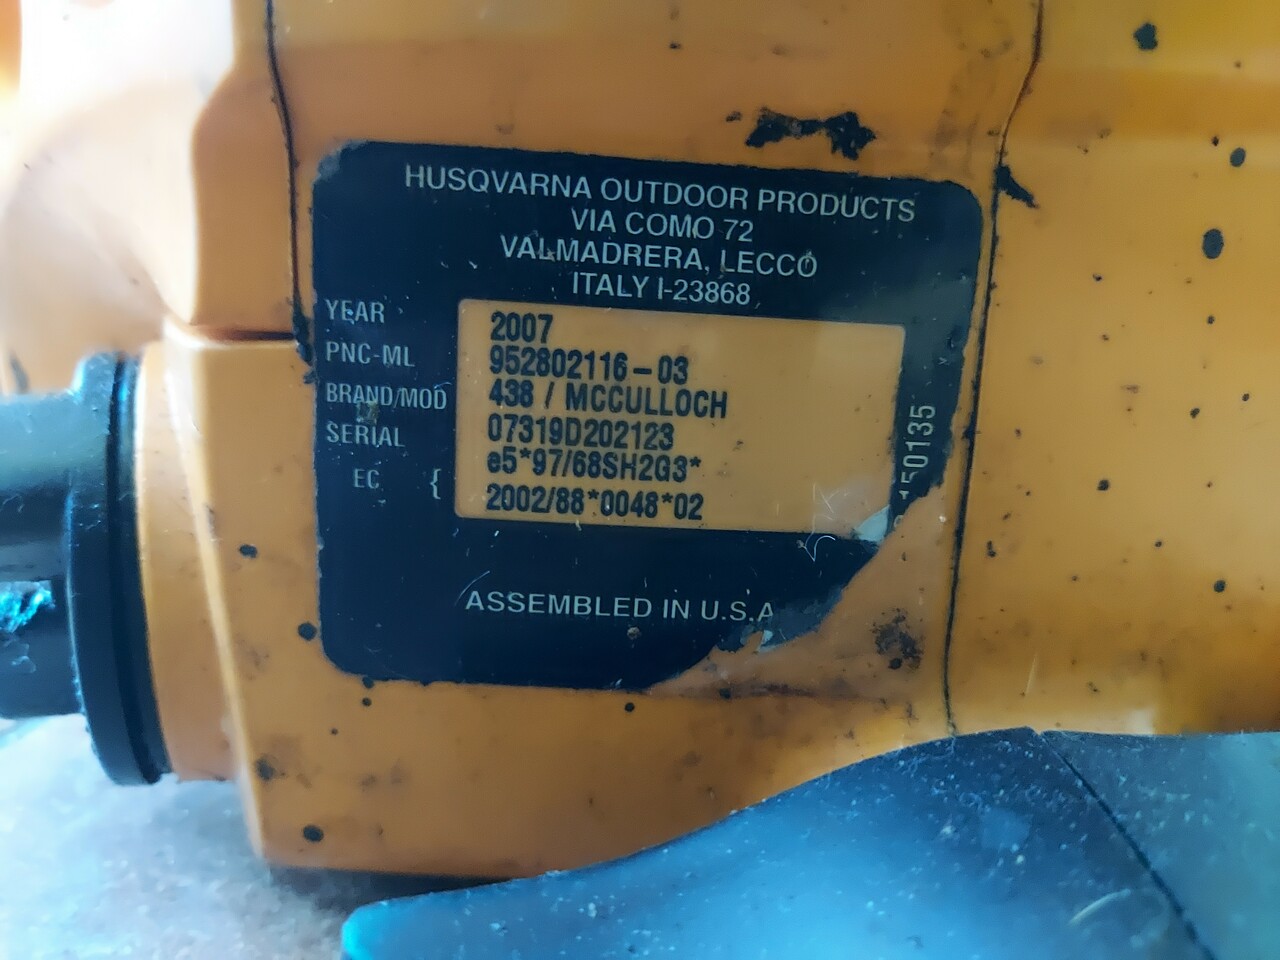 HUSQVARNA OUTDOOR PRODUCTS
VIA COMO 72
VALMADRERA, LECCO
ITALY I-23868
YEAR 2007
PNC-ML 952802116-03
BRAND/MOD 438 / MCCULLOCH
SERIAL 07319D202123
EC { e5*97/68SH2G3*
2002/88*0048*02
150135
ASSEMBLED IN U.S.A